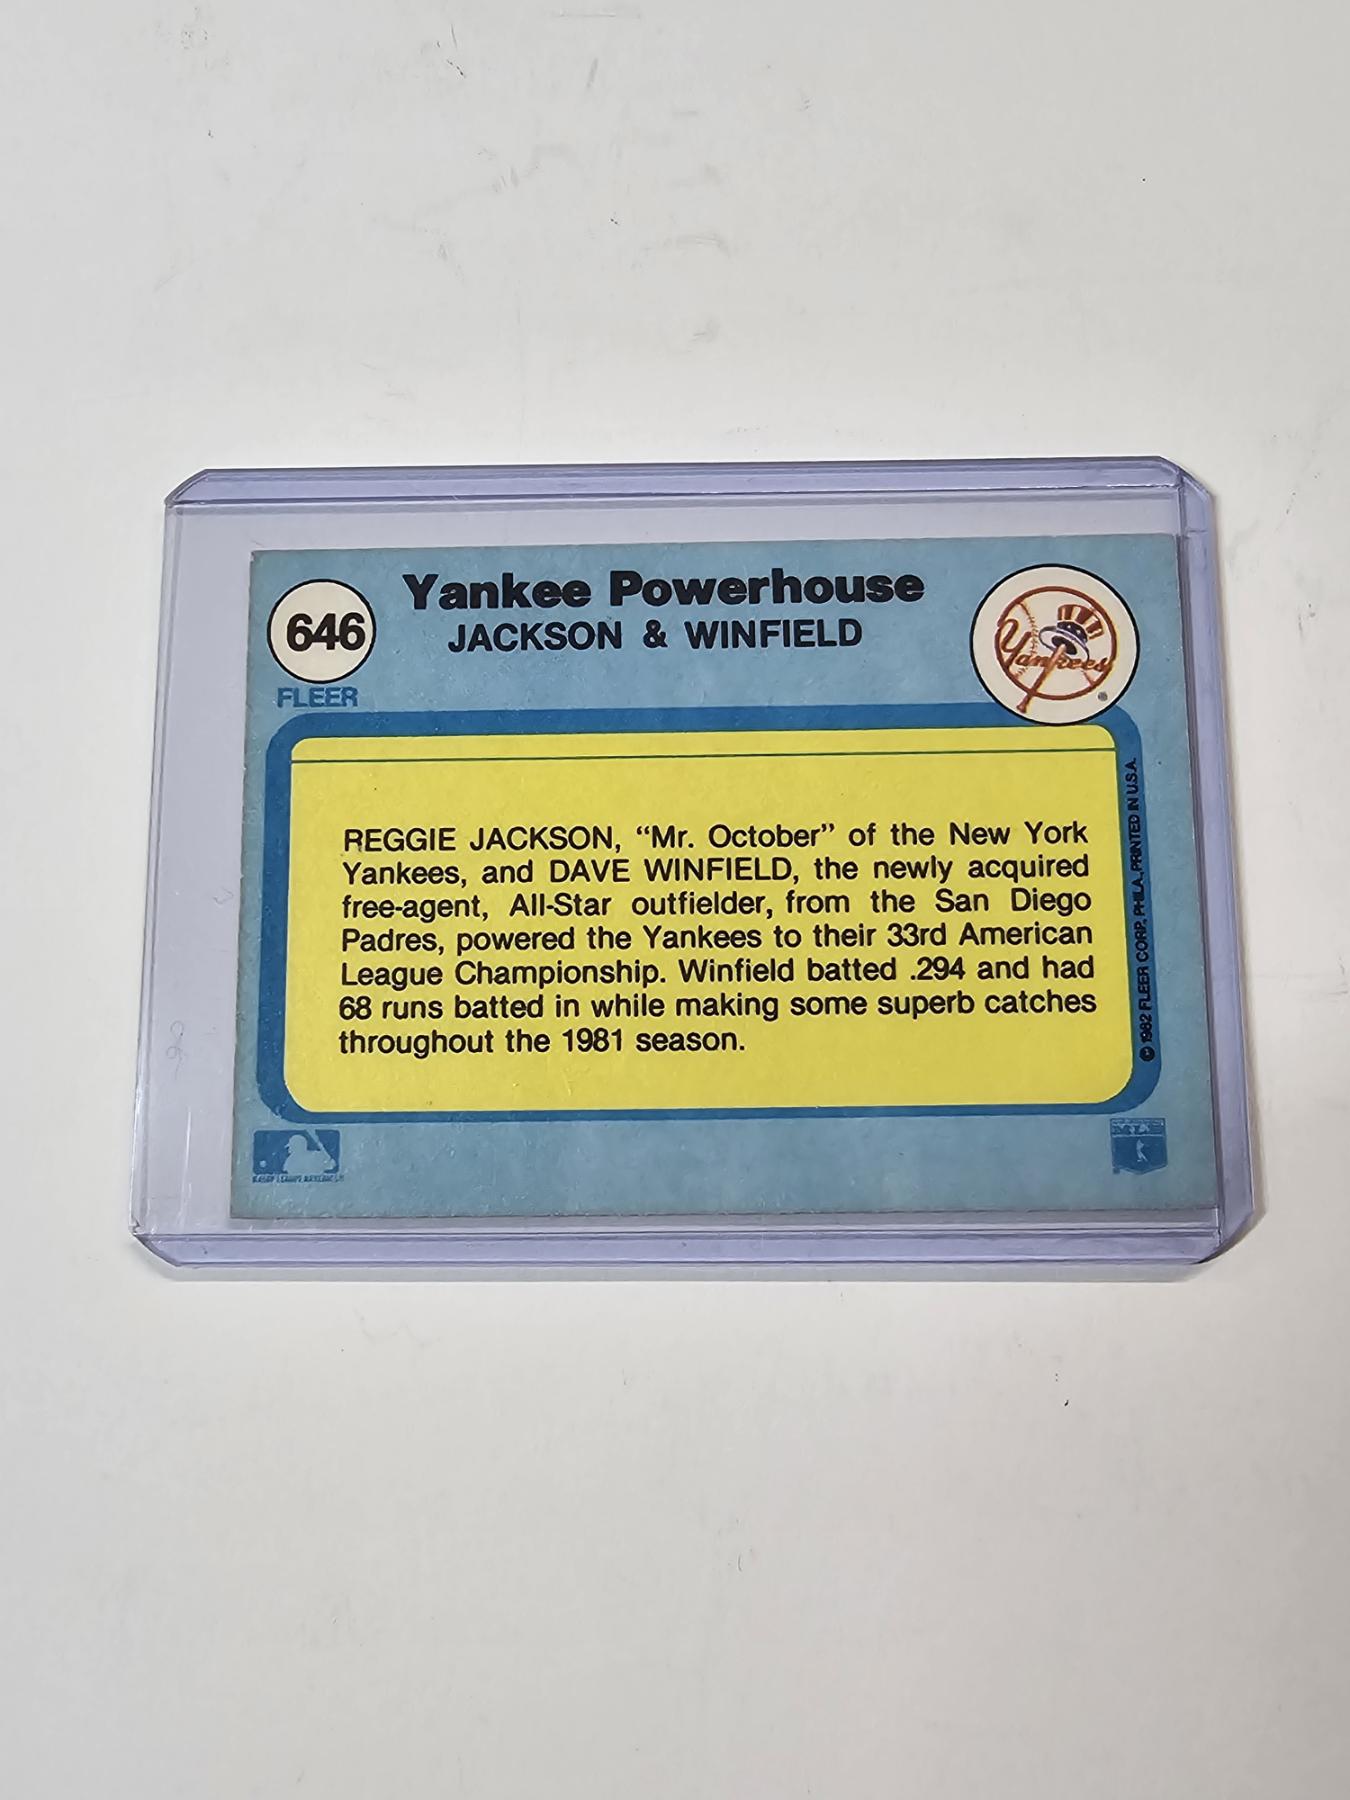 646
FLEER
Yankee Powerhouse
JACKSON & WINFIELD
Yankees
REGGIE JACKSON, “Mr. October” of the New York
Yankees, and DAVE WINFIELD, the newly acquired
free-agent, All-Star outfielder, from the San Diego
Padres, powered the Yankees to their 33rd American
League Championship. Winfield batted .294 and had
68 runs batted in while making some superb catches
throughout the 1981 season.
© 1982 FLEER CORP., PHILA., PRINTED IN U.S.A.